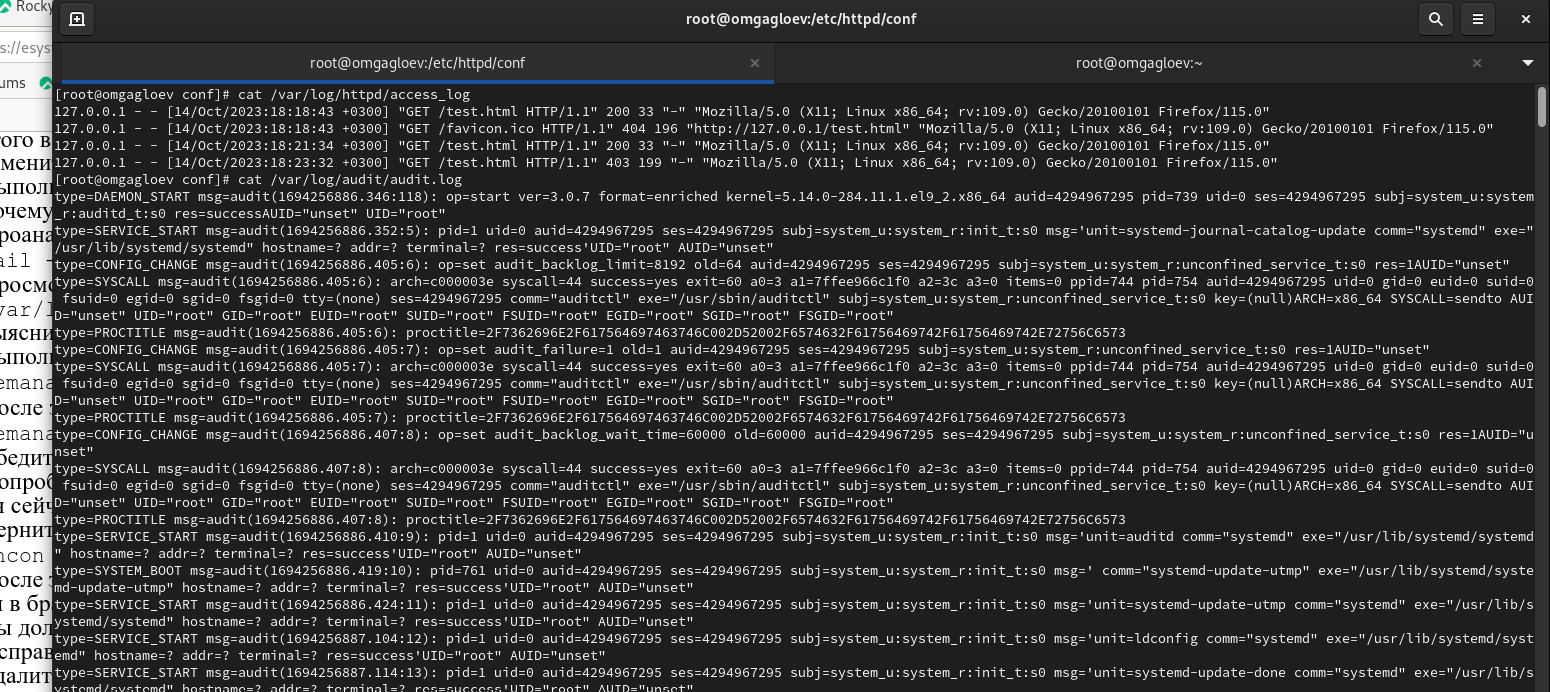 Rocky
root@omgagloev:/etc/httpd/conf
s://esys
root@omgagloev:/etc/httpd/conf
root@omgagloev:~
ums
[root@omgagloev conf]# cat /var/log/httpd/access_log
127.0.0.1 - - [14/Oct/2023:18:18:43 +0300] "GET /test.html HTTP/1.1" 200 33 "-" "Mozilla/5.0 (X11; Linux x86_64; rv:109.0) Gecko/20100101 Firefox/115.0"
127.0.0.1 - - [14/Oct/2023:18:18:43 +0300] "GET /favicon.ico HTTP/1.1" 404 196 "http://127.0.0.1/test.html" "Mozilla/5.0 (X11; Linux x86_64; rv:109.0) Gecko/20100101 Firefox/115.0"
127.0.0.1 - - [14/Oct/2023:18:21:34 +0300] "GET /test.html HTTP/1.1" 200 33 "-" "Mozilla/5.0 (X11; Linux x86_64; rv:109.0) Gecko/20100101 Firefox/115.0"
127.0.0.1 - - [14/Oct/2023:18:23:32 +0300] "GET /test.html HTTP/1.1" 403 199 "-" "Mozilla/5.0 (X11; Linux x86_64; rv:109.0) Gecko/20100101 Firefox/115.0"
[root@omgagloev conf]# cat /var/log/audit/audit.log
type=DAEMON_START msg=audit(1694256886.346:118): op=start ver=3.0.7 format=enriched kernel=5.14.0-284.11.1.el9_2.x86_64 auid=4294967295 pid=739 uid=0 ses=4294967295 subj=system_u:system
_r:auditd_t:s0 res=successAUID="unset" UID="root"
type=SERVICE_START msg=audit(1694256886.352:5): pid=1 uid=0 auid=4294967295 ses=4294967295 subj=system_u:system_r:init_t:s0 msg='unit=systemd-journal-catalog-update comm="systemd" exe="
/usr/lib/systemd/systemd" hostname=? addr=? terminal=? res=success'UID="root" AUID="unset"
type=CONFIG_CHANGE msg=audit(1694256886.405:6): op=set audit_backlog_limit=8192 old=64 auid=4294967295 ses=4294967295 subj=system_u:system_r:unconfined_service_t:s0 res=1AUID="unset"
type=SYSCALL msg=audit(1694256886.405:6): arch=c000003e syscall=44 success=yes exit=60 a0=3 a1=7ffee966c1f0 a2=3c a3=0 items=0 ppid=744 pid=754 auid=4294967295 uid=0 gid=0 euid=0 suid=0
fsuid=0 egid=0 sgid=0 fsgid=0 tty=(none) ses=4294967295 comm="auditctl" exe="/usr/sbin/auditctl" subj=system_u:system_r:unconfined_service_t:s0 key=(null)ARCH=x86_64 SYSCALL=sendto AUI
D="unset" UID="root" GID="root" EUID="root" SUID="root" FSUID="root" EGID="root" SGID="root" FSGID="root"
type=PROCTITLE msg=audit(1694256886.405:6): proctitle=2F7362696E2F617564697463746C002D52002F6574632F61756469742F61756469742E72756C6573
type=CONFIG_CHANGE msg=audit(1694256886.405:7): op=set audit_failure=1 old=1 auid=4294967295 ses=4294967295 subj=system_u:system_r:unconfined_service_t:s0 res=1AUID="unset"
type=SYSCALL msg=audit(1694256886.405:7): arch=c000003e syscall=44 success=yes exit=60 a0=3 a1=7ffee966c1f0 a2=3c a3=0 items=0 ppid=744 pid=754 auid=4294967295 uid=0 gid=0 euid=0 suid=0
fsuid=0 egid=0 sgid=0 fsgid=0 tty=(none) ses=4294967295 comm="auditctl" exe="/usr/sbin/auditctl" subj=system_u:system_r:unconfined_service_t:s0 key=(null)ARCH=x86_64 SYSCALL=sendto AUI
D="unset" UID="root" GID="root" EUID="root" SUID="root" FSUID="root" EGID="root" SGID="root" FSGID="root"
type=PROCTITLE msg=audit(1694256886.405:7): proctitle=2F7362696E2F617564697463746C002D52002F6574632F61756469742F61756469742E72756C6573
type=CONFIG_CHANGE msg=audit(1694256886.407:8): op=set audit_backlog_wait_time=60000 old=60000 auid=4294967295 ses=4294967295 subj=system_u:system_r:unconfined_service_t:s0 res=1AUID="u
nset"
type=SYSCALL msg=audit(1694256886.407:8): arch=c000003e syscall=44 success=yes exit=60 a0=3 a1=7ffee966c1f0 a2=3c a3=0 items=0 ppid=744 pid=754 auid=4294967295 uid=0 gid=0 euid=0 suid=0
fsuid=0 egid=0 sgid=0 fsgid=0 tty=(none) ses=4294967295 comm="auditctl" exe="/usr/sbin/auditctl" subj=system_u:system_r:unconfined_service_t:s0 key=(null)ARCH=x86_64 SYSCALL=sendto AUI
D="unset" UID="root" GID="root" EUID="root" SUID="root" FSUID="root" EGID="root" SGID="root" FSGID="root"
type=PROCTITLE msg=audit(1694256886.407:8): proctitle=2F7362696E2F617564697463746C002D52002F6574632F61756469742F61756469742E72756C6573
type=SERVICE_START msg=audit(1694256886.410:9): pid=1 uid=0 auid=4294967295 ses=4294967295 subj=system_u:system_r:init_t:s0 msg='unit=auditd comm="systemd" exe="/usr/lib/systemd/systemd
" hostname=? addr=? terminal=? res=success'UID="root" AUID="unset"
type=SYSTEM_BOOT msg=audit(1694256886.419:10): pid=761 uid=0 auid=4294967295 ses=4294967295 subj=system_u:system_r:init_t:s0 msg=' comm="systemd-update-utmp" exe="/usr/lib/systemd/syste
md-update-utmp" hostname=? addr=? terminal=? res=success'UID="root" AUID="unset"
type=SERVICE_START msg=audit(1694256886.424:11): pid=1 uid=0 auid=4294967295 ses=4294967295 subj=system_u:system_r:init_t:s0 msg='unit=systemd-update-utmp comm="systemd" exe="/usr/lib/s
ystemd/systemd" hostname=? addr=? terminal=? res=success'UID="root" AUID="unset"
type=SERVICE_START msg=audit(1694256887.104:12): pid=1 uid=0 auid=4294967295 ses=4294967295 subj=system_u:system_r:init_t:s0 msg='unit=ldconfig comm="systemd" exe="/usr/lib/systemd/syst
emd" hostname=? addr=? terminal=? res=success'UID="root" AUID="unset"
type=SERVICE_START msg=audit(1694256887.114:13): pid=1 uid=0 auid=4294967295 ses=4294967295 subj=system_u:system_r:init_t:s0 msg='unit=systemd-update-done comm="systemd" exe="/usr/lib/s
ystemd/systemd" hostname=? addr=? terminal=? res=success'UID="root" AUID="unset"